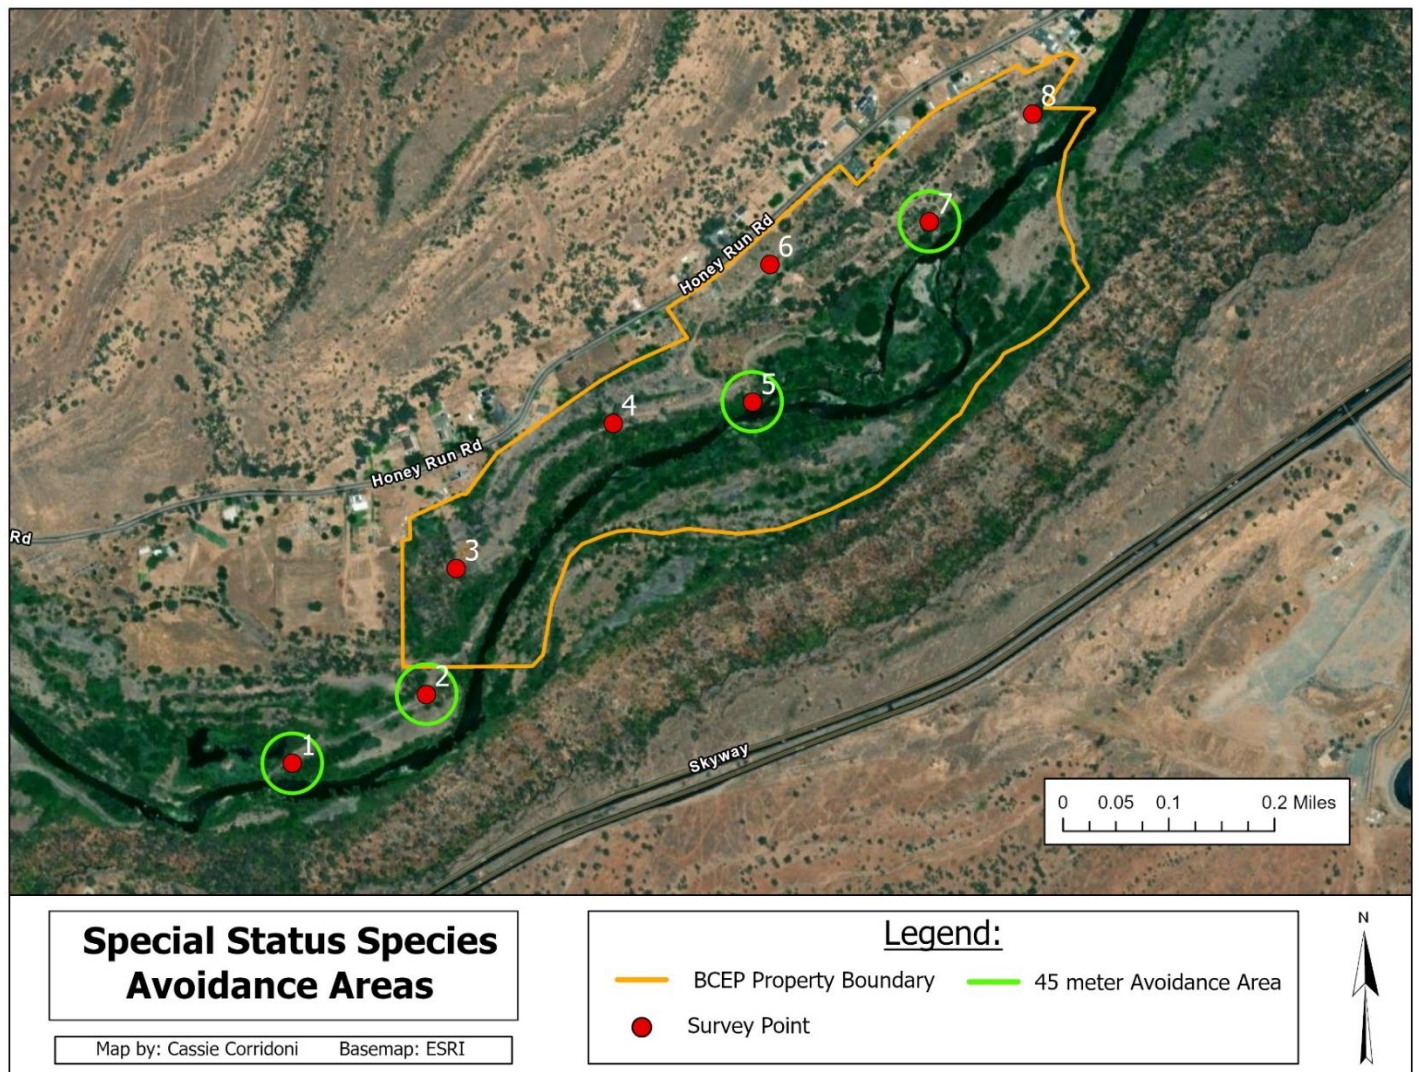 8
7
Honey Run Rd
6
5
4
Honey Run Rd
Rd
3
2
1
Skyway
0 0.05 0.1 0.2 Miles
Special Status Species
Avoidance Areas
Map by: Cassie Corridoni Basemap: ESRI
Legend:
BCEP Property Boundary
45 meter Avoidance Area
Survey Point
N